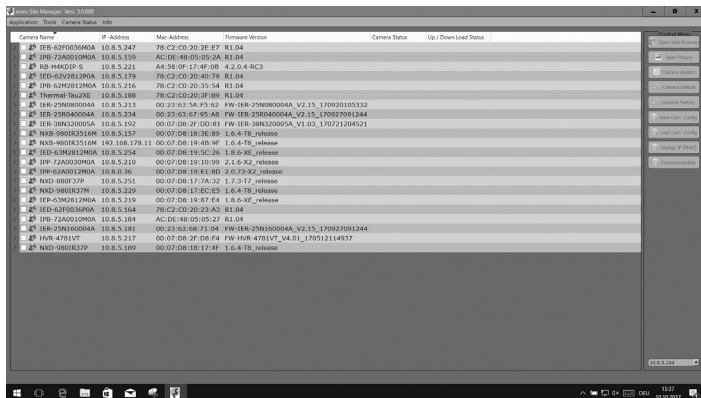 eneo Site Manager Vers. 3.0.800
Application Tools Camera Status Info
Camera Name IP -Address Mac-Address Firmware Version Camera Status Up / Down Load Status
IEB-62F0036M0A 10.8.5.247 78:C2:C0:20:2E:E7 R1.04
IPB-72A0010M0A 10.8.5.159 AC:DE:48:05:05:2A R1.04
RB-H4KDIP-S 10.8.5.221 A4:58:0F:17:4F:0B 4.2.0.4-RC3
IED-62V2812P0A 10.8.5.179 78:C2:C0:20:40:79 R1.04
IPB-62M2812M0A 10.8.5.216 78:C2:C0:20:35:54 R1.04
Thermal-Tau2XE 10.8.5.188 78:C2:C0:20:3F:B9 R1.04
IER-25N080004A 10.8.5.213 00:23:63:5A:F5:62 FW-IER-25N080004A_V2.15_170920105332
IER-25R040004A 10.8.5.234 00:23:63:67:95:A8 FW-IER-25R040004A_V2.15_170927091244
IER-38N320005A 10.8.5.192 00:07:D8:2F:DD:81 FW-IER-38N320005A_V1.03_170721204521
NXB-980IR3516M 10.8.5.157 00:07:D8:18:3E:89 1.6.4-T8_release
NXB-980IR3516M 192.168.178.11 00:07:D8:19:4B:9F 1.6.4-T8_release
IED-63M2812M0A 10.8.5.254 00:07:D8:19:5C:26 1.8.6-XE_release
IPP-72A0030M0A 10.8.5.210 00:07:D8:19:10:99 2.1.6-X2_release
IPP-62A0012M0A 10.8.0.36 00:07:D8:19:E1:8D 2.0.73-X2_release
NXD-880F37P 10.8.5.251 00:07:D8:17:7A:32 1.7.3-T7_release
NXD-980IR37M 10.8.5.229 00:07:D8:17:EC:E5 1.6.4-T8_release
IEP-63M2812M0A 10.8.5.219 00:07:D8:19:87:E4 1.8.6-XE_release
IED-62F0036P0A 10.8.5.164 78:C2:C0:20:23:A3 R1.04
IPB-72A0010M0A 10.8.5.184 AC:DE:48:05:05:27 R1.04
IER-25N160004A 10.8.5.181 00:23:63:68:71:04 FW-IER-25N160004A_V2.15_170927091244
HVR-4781VT 10.8.5.217 00:07:D8:2F:D8:F4 FW-HVR-4781VT_V4.01_170512114937
NXD-980IR37P 10.8.5.189 00:07:D8:18:17:4F 1.6.4-T8_release
Control Menu
Open Web Browser
Open Picture
Camera Restart
Camera Default
Camera Factory
Save Cam. Config
Load Cam. Config
Change IP (Multi)
Firmwareupdate
10.8.5.244
DEU
15:37
10.10.2017